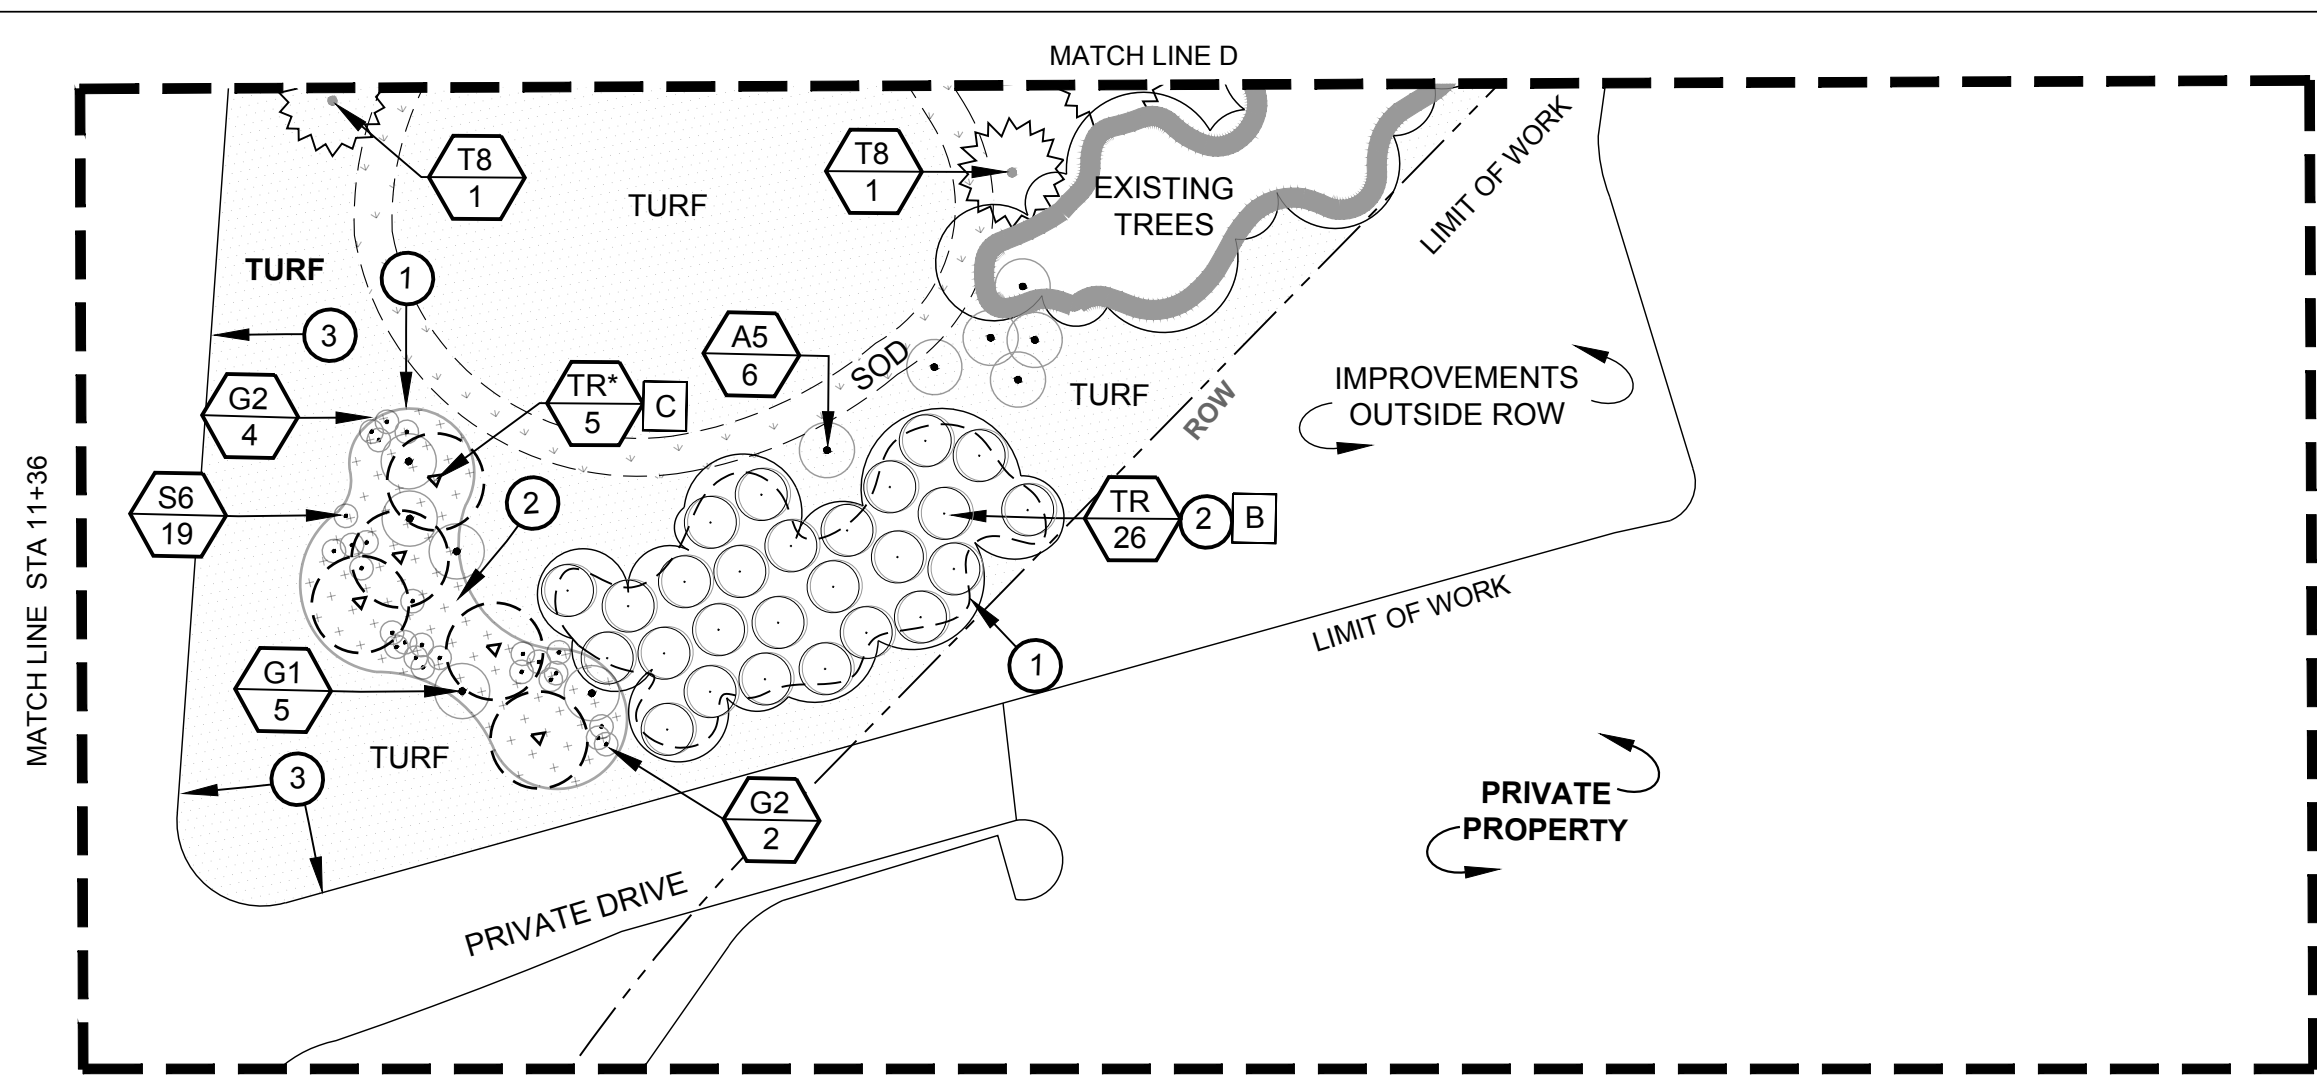 MATCH LINE D
T8
1
T8
1
TURF
EXISTING
TREES
LIMIT OF WORK
TURF
1
3
A5
6
SOD
TR*
5
C
G2
4
TURF
ROW
IMPROVEMENTS
OUTSIDE ROW
MATCH LINE STA 11+36
S6
19
2
TR
26
2
B
LIMIT OF WORK
1
G1
5
TURF
3
G2
2
PRIVATE
PROPERTY
PRIVATE DRIVE